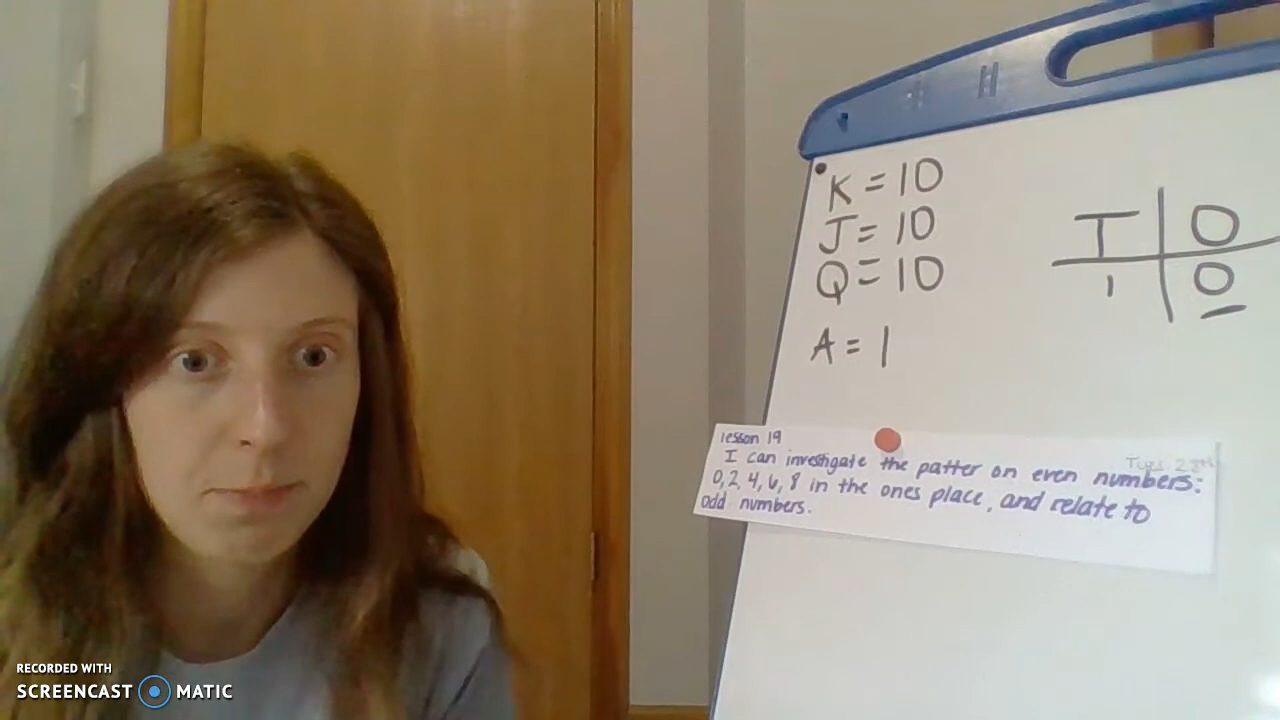 K = 10
J = 10
Q = 10
A = 1
T O
1 0
lesson 19
I can investigate the patter on even numbers:
0, 2, 4, 6, 8 in the ones place, and relate to
odd numbers.
RECORDED WITH
SCREENCAST MATIC